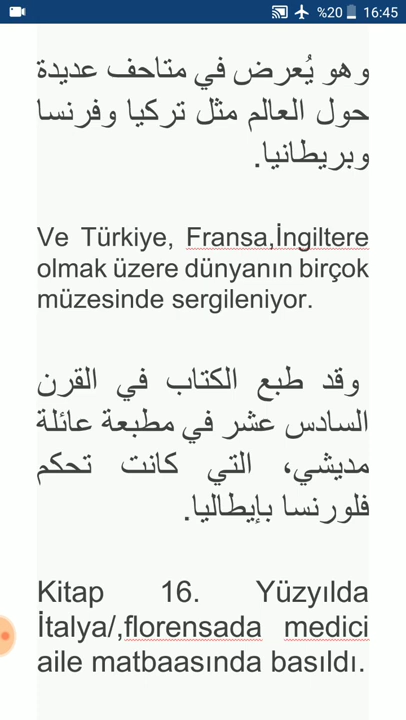 %20 16:45
وهو يُعرض في متاحف عديدة
حول العالم مثل تركيا وفرنسا
وبريطانيا.
Ve Türkiye, Fransa,İngiltere
olmak üzere dünyanın birçok
müzesinde sergileniyor.
وقد طبع الكتاب في القرن
السادس عشر في مطبعة عائلة
مديشي، التي كانت تحكم
فلورنسا بإيطاليا.
Kitap 16. Yüzyılda
İtalya/,florensada medici
aile matbaasında basıldı.